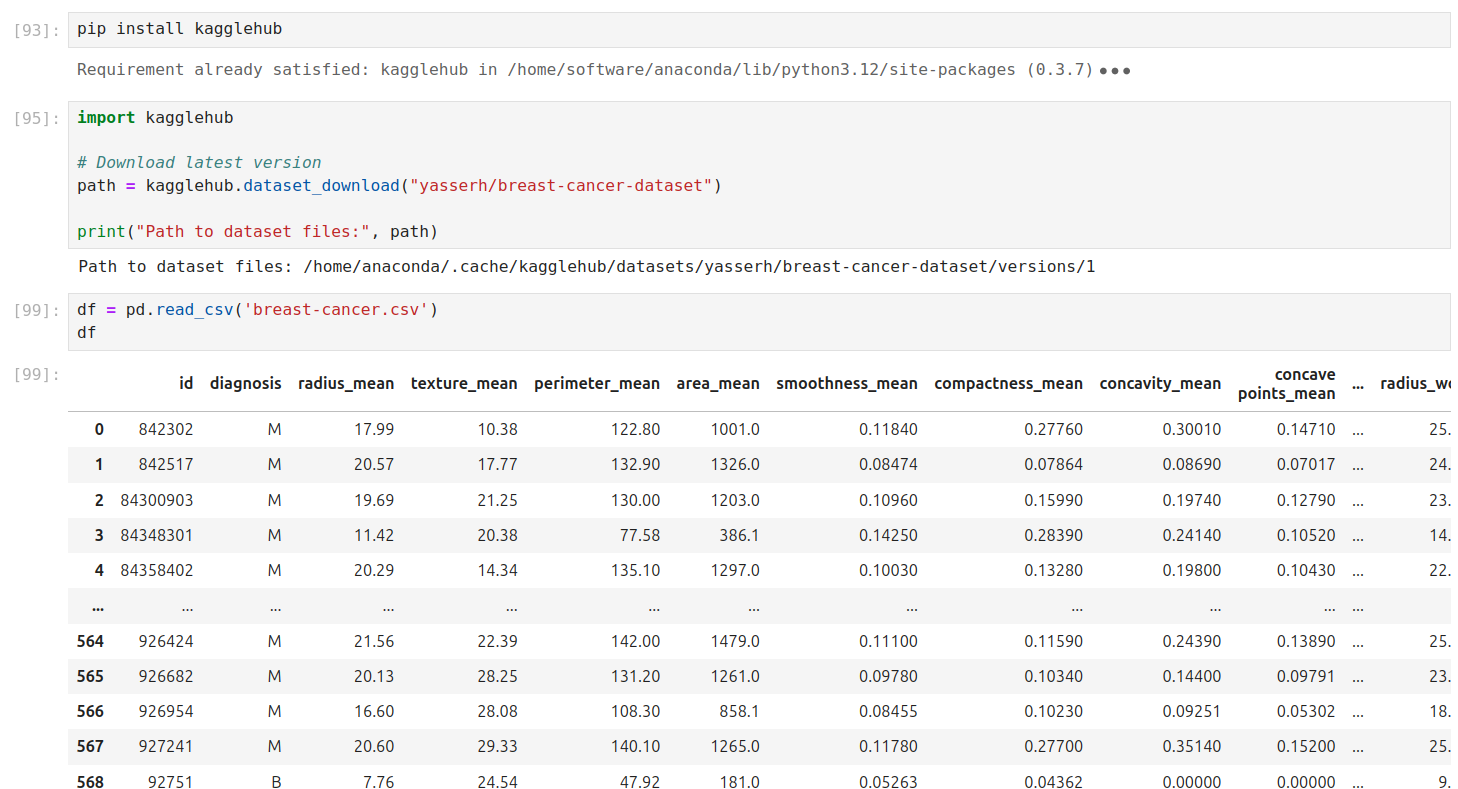 [93]: pip install kagglehub
Requirement already satisfied: kagglehub in /home/software/anaconda/lib/python3.12/site-packages (0.3.7) •••
[95]: import kagglehub
# Download latest version
path = kagglehub.dataset_download("yasserh/breast-cancer-dataset")
print("Path to dataset files:", path)
Path to dataset files: /home/anaconda/.cache/kagglehub/datasets/yasserh/breast-cancer-dataset/versions/1
[99]: df = pd.read_csv('breast-cancer.csv')
df
[99]:
id diagnosis radius_mean texture_mean perimeter_mean area_mean smoothness_mean compactness_mean concavity_mean concave points_mean ... radius_wo
0 842302 M 17.99 10.38 122.80 1001.0 0.11840 0.27760 0.30010 0.14710 ... 25.
1 842517 M 20.57 17.77 132.90 1326.0 0.08474 0.07864 0.08690 0.07017 ... 24.
2 84300903 M 19.69 21.25 130.00 1203.0 0.10960 0.15990 0.19740 0.12790 ... 23.
3 84348301 M 11.42 20.38 77.58 386.1 0.14250 0.28390 0.24140 0.10520 ... 14.
4 84358402 M 20.29 14.34 135.10 1297.0 0.10030 0.13280 0.19800 0.10430 ... 22.
... ... ... ... ... ... ... ... ... ... ... ...
564 926424 M 21.56 22.39 142.00 1479.0 0.11100 0.11590 0.24390 0.13890 ... 25.
565 926682 M 20.13 28.25 131.20 1261.0 0.09780 0.10340 0.14400 0.09791 ... 23.
566 926954 M 16.60 28.08 108.30 858.1 0.08455 0.10230 0.09251 0.05302 ... 18.
567 927241 M 20.60 29.33 140.10 1265.0 0.11780 0.27700 0.35140 0.15200 ... 25.
568 92751 B 7.76 24.54 47.92 181.0 0.05263 0.04362 0.00000 0.00000 ... 9.